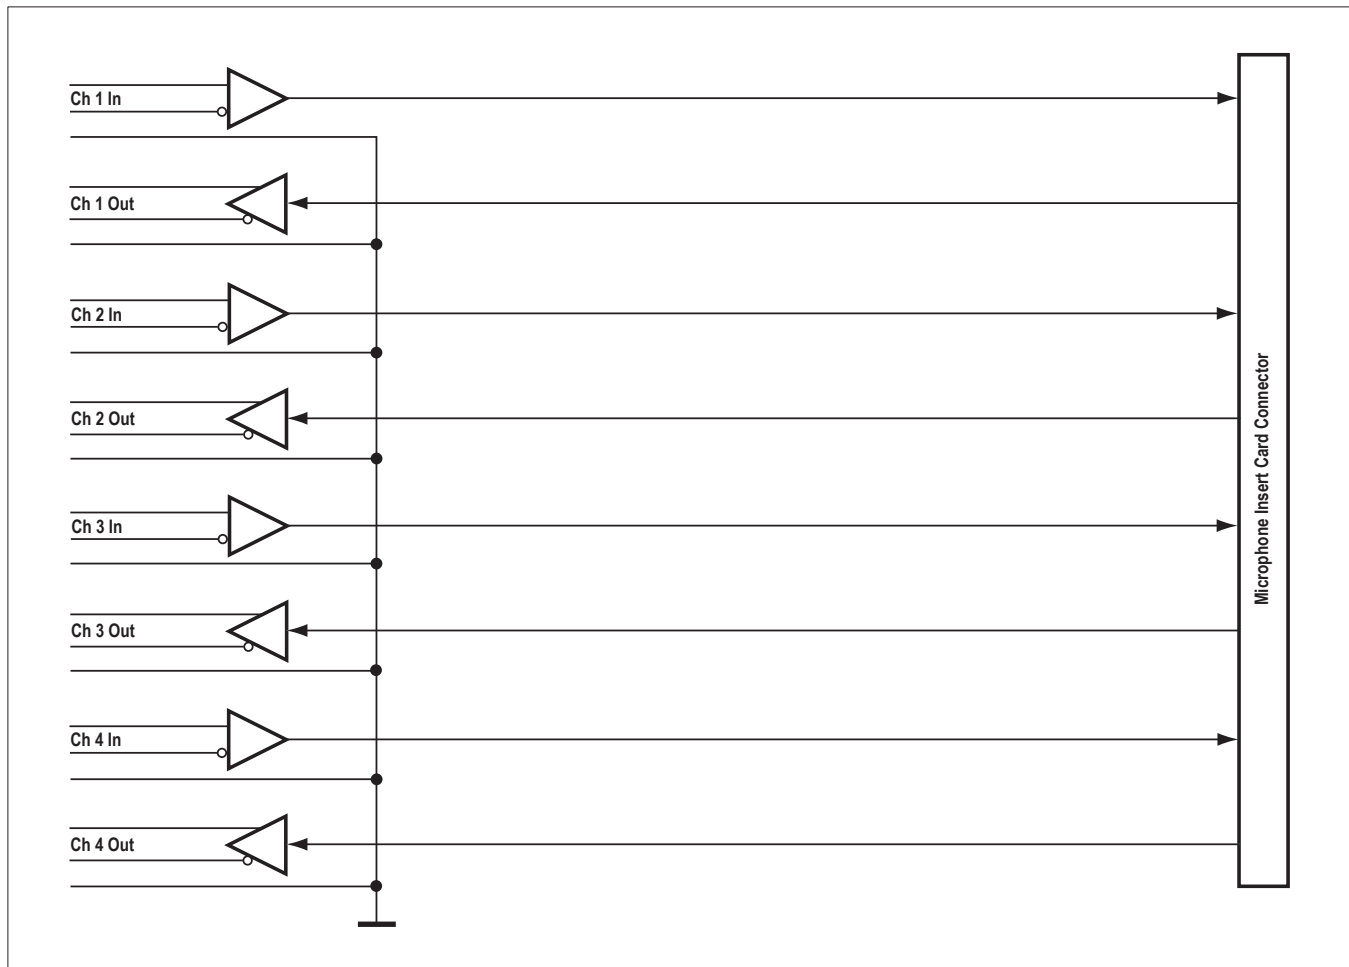 Ch 1 In
Ch 1 Out
Ch 2 In
Ch 2 Out
Ch 3 In
Ch 3 Out
Ch 4 In
Ch 4 Out
Microphone Insert Card Connector